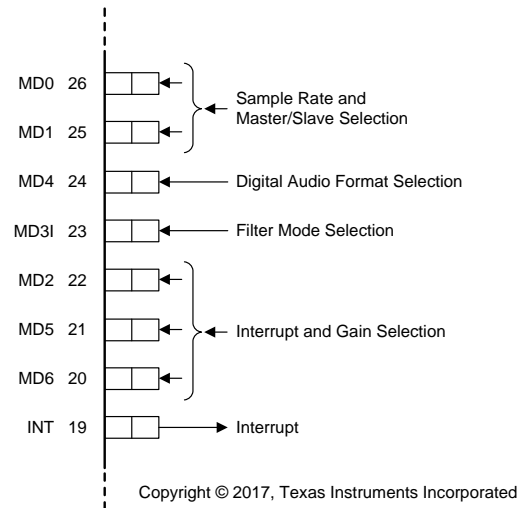 MD0 26
Sample Rate and
Master/Slave Selection
MD1 25
MD4 24 Digital Audio Format Selection
MD3I 23 Filter Mode Selection
MD2 22
MD5 21 Interrupt and Gain Selection
MD6 20
INT 19 Interrupt
Copyright © 2017, Texas Instruments Incorporated